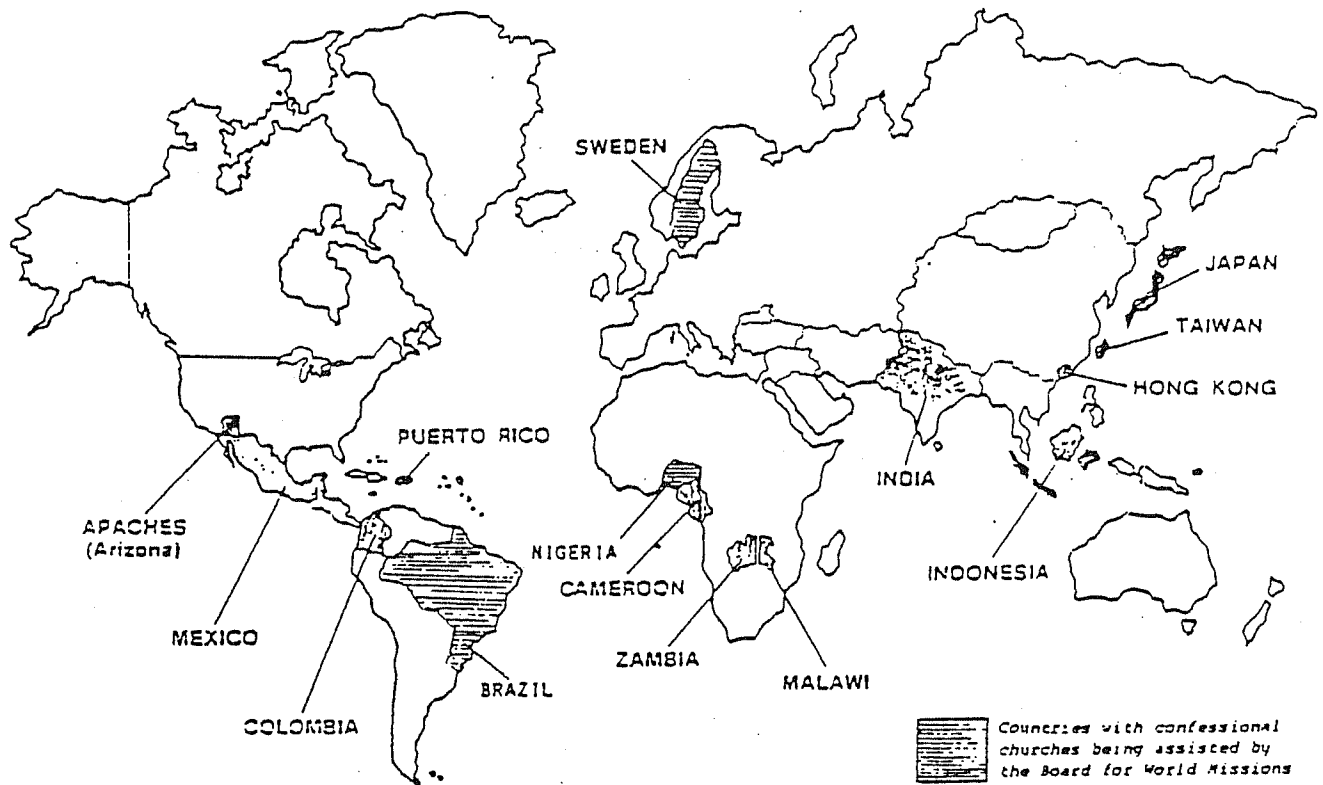 SWEDEN
JAPAN
TAIWAN
HONG KONG
PUERTO RICO
INDIA
APACHES
(Arizona)
NIGERIA
CAMEROON
INDONESIA
MEXICO
ZAMBIA
MALAWI
BRAZIL
COLOMBIA
Countries with confessional
churches being assisted by
the Board for World Missions